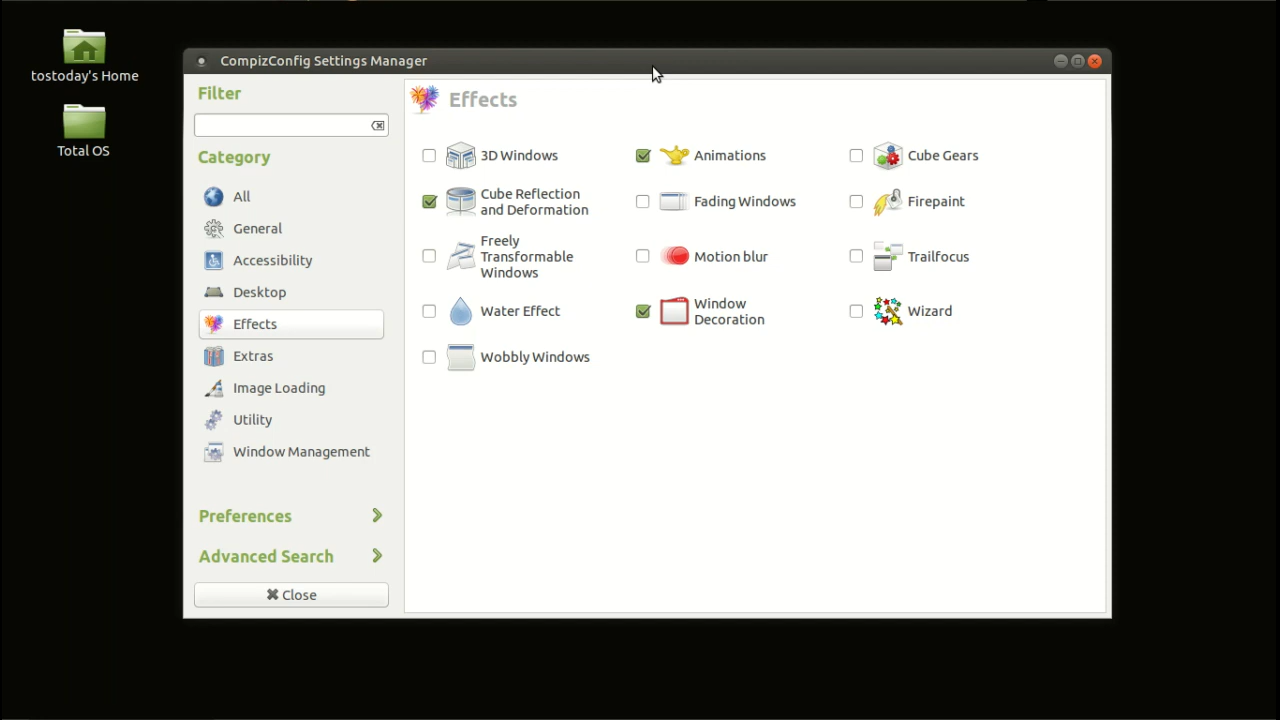 tostoday's Home
Total OS
CompizConfig Settings Manager
Filter
Category
All
General
Accessibility
Desktop
Effects
Extras
Image Loading
Utility
Window Management
Preferences
Advanced Search
Close
Effects
3D Windows
Animations
Cube Gears
Cube Reflection
and Deformation
Fading Windows
Firepaint
Freely
Transformable
Windows
Motion blur
Trailfocus
Water Effect
Window
Decoration
Wizard
Wobbly Windows